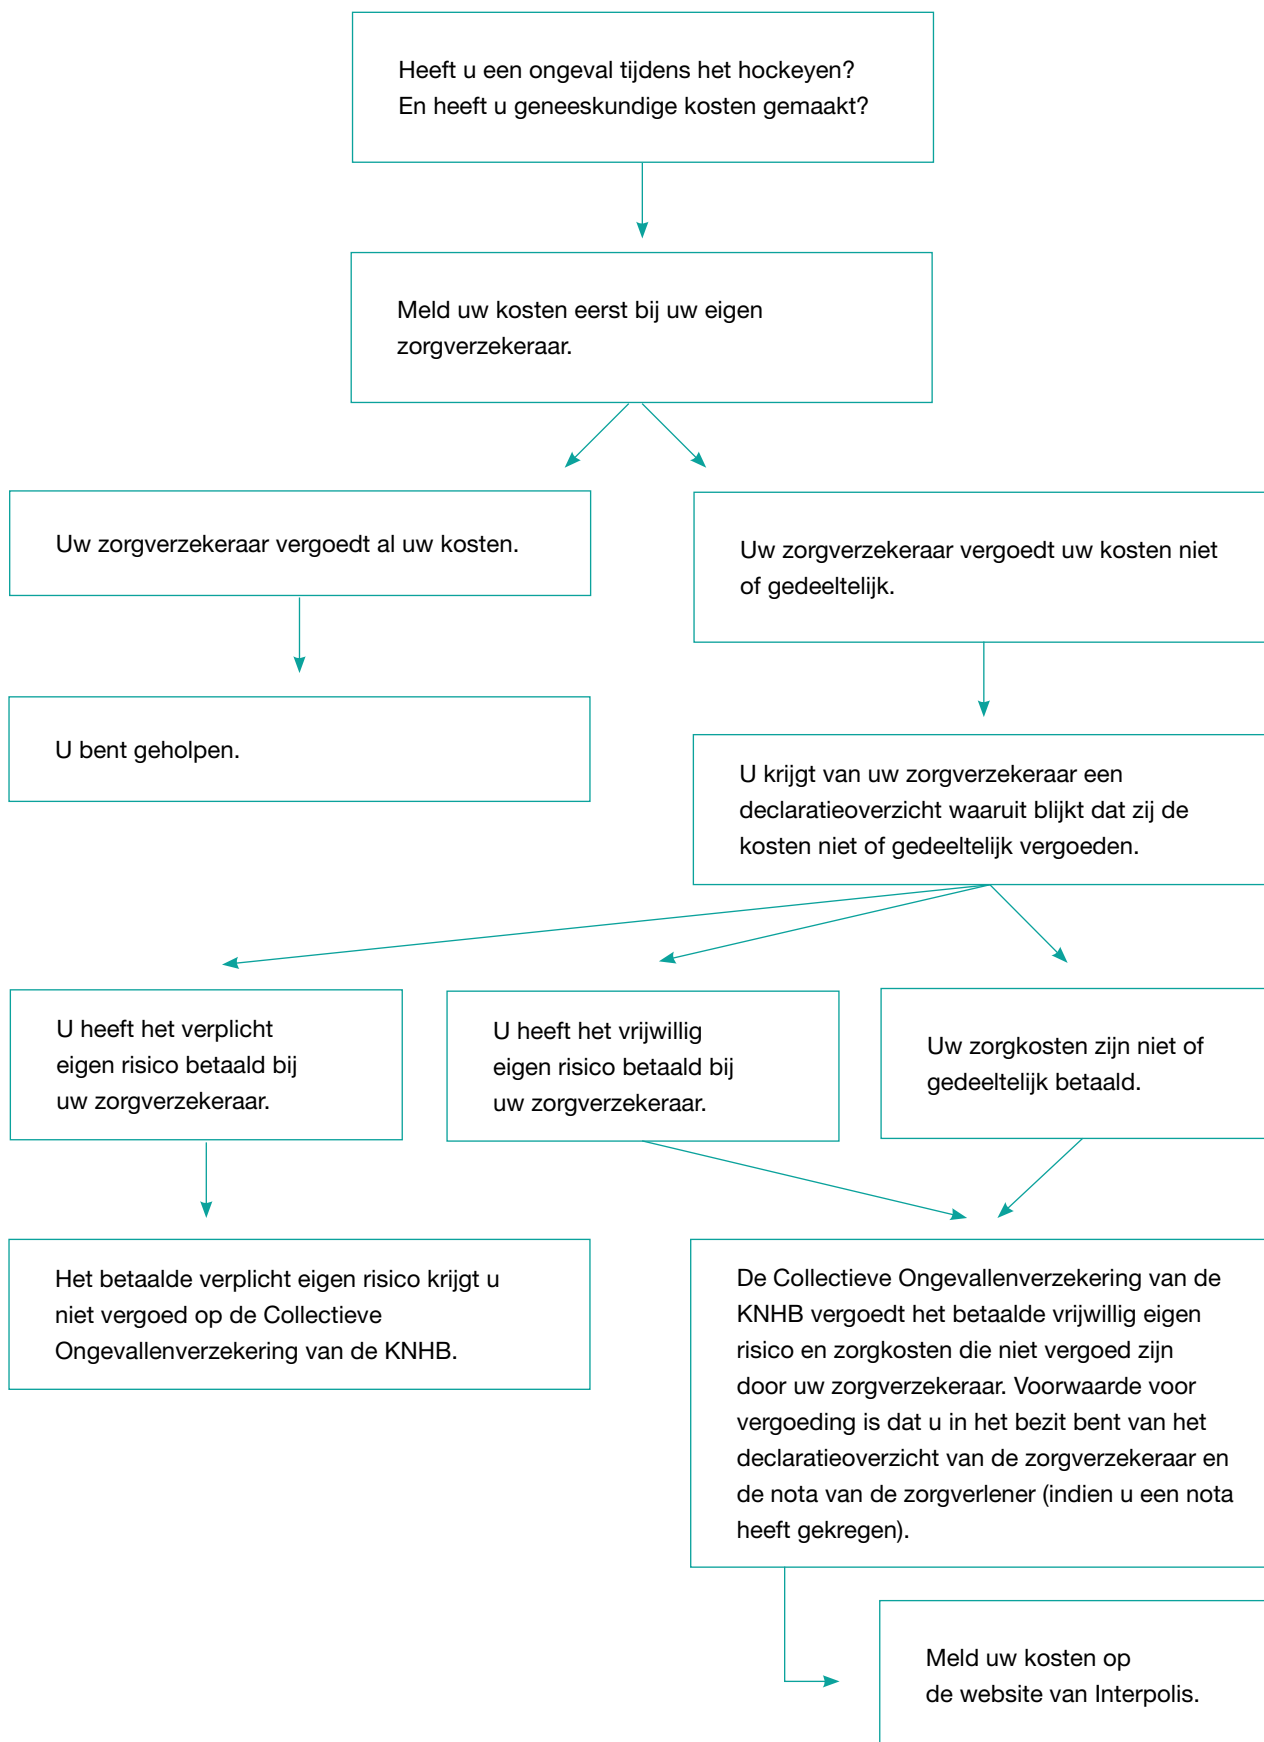 Heeft u een ongeval tijdens het hockeyen?
En heeft u geneeskundige kosten gemaakt?
Meld uw kosten eerst bij uw eigen
zorgverzekeraar.
Uw zorgverzekeraar vergoedt al uw kosten.
Uw zorgverzekeraar vergoedt uw kosten niet
of gedeeltelijk.
U bent geholpen.
U krijgt van uw zorgverzekeraar een
declaratieoverzicht waaruit blijkt dat zij de
kosten niet of gedeeltelijk vergoeden.
U heeft het verplicht
eigen risico betaald bij
uw zorgverzekeraar.
U heeft het vrijwillig
eigen risico betaald bij
uw zorgverzekeraar.
Uw zorgkosten zijn niet of
gedeeltelijk betaald.
Het betaalde verplicht eigen risico krijgt u
niet vergoed op de Collectieve
Ongevallenverzekering van de KNHB.
De Collectieve Ongevallenverzekering van de
KNHB vergoedt het betaalde vrijwillig eigen
risico en zorgkosten die niet vergoed zijn
door uw zorgverzekeraar. Voorwaarde voor
vergoeding is dat u in het bezit bent van het
declaratieoverzicht van de zorgverzekeraar en
de nota van de zorgverlener (indien u een nota
heeft gekregen).
Meld uw kosten op
de website van Interpolis.